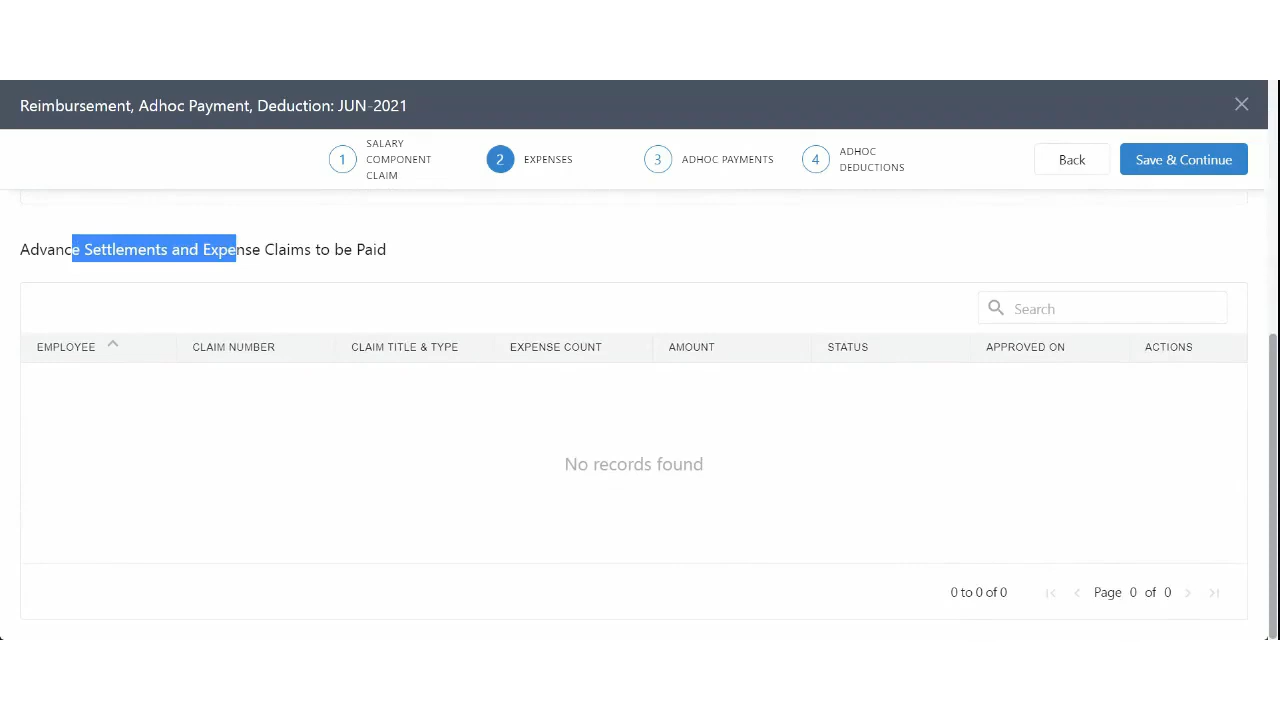 Reimbursement, Adhoc Payment, Deduction: JUN-2021
1 SALARY COMPONENT CLAIM
2 EXPENSES
3 ADHOC PAYMENTS
4 ADHOC DEDUCTIONS
Back
Save & Continue
Advance Settlements and Expense Claims to be Paid
Search
EMPLOYEE CLAIM NUMBER CLAIM TITLE & TYPE EXPENSE COUNT AMOUNT STATUS APPROVED ON ACTIONS
No records found
0 to 0 of 0 Page 0 of 0